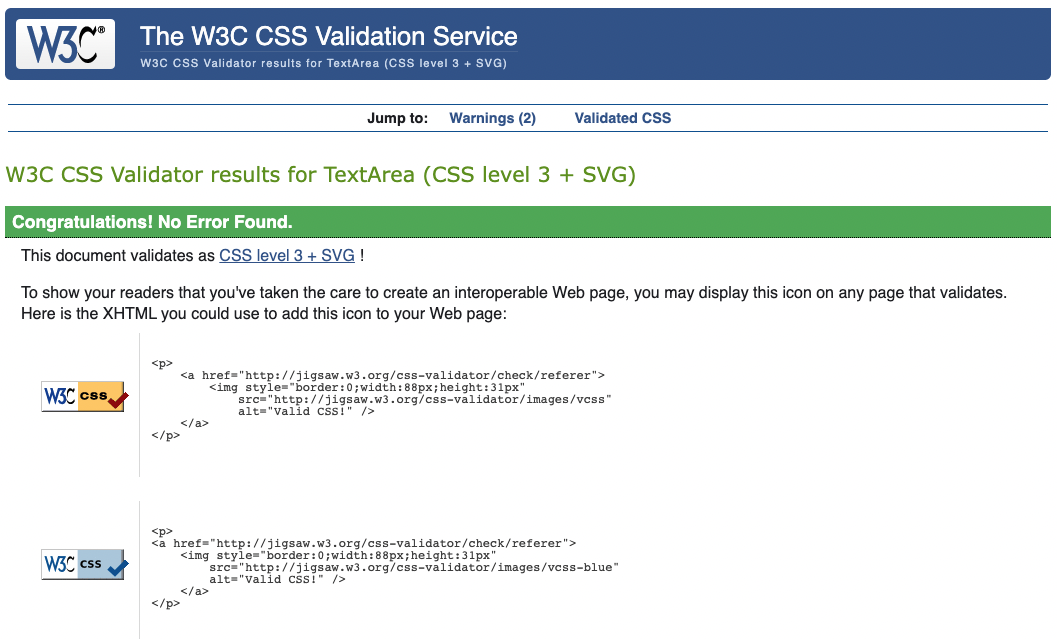 W3C®
The W3C CSS Validation Service
W3C CSS Validator results for TextArea (CSS level 3 + SVG)
Jump to: Warnings (2) Validated CSS
W3C CSS Validator results for TextArea (CSS level 3 + SVG)
Congratulations! No Error Found.
This document validates as CSS level 3 + SVG !
To show your readers that you've taken the care to create an interoperable Web page, you may display this icon on any page that validates.
Here is the XHTML you could use to add this icon to your Web page:
W3C css
<p>
    <a href="http://jigsaw.w3.org/css-validator/check/referer">
        <img style="border:0;width:88px;height:31px"
            src="http://jigsaw.w3.org/css-validator/images/vcss"
            alt="Valid CSS!" />
    </a>
</p>
W3C css
<p>
<a href="http://jigsaw.w3.org/css-validator/check/referer">
    <img style="border:0;width:88px;height:31px"
        src="http://jigsaw.w3.org/css-validator/images/vcss-blue"
        alt="Valid CSS!" />
    </a>
</p>